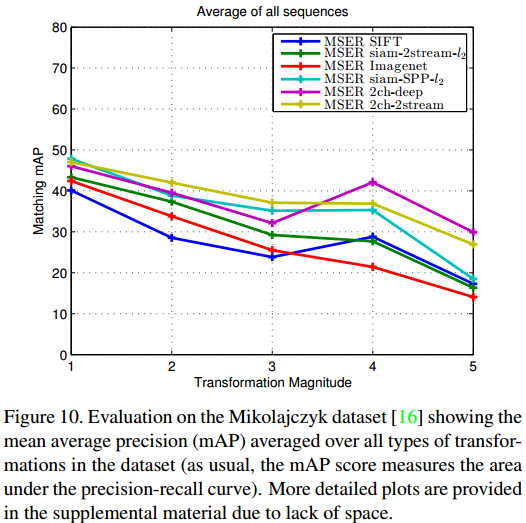 Average of all sequences
MSER SIFT
MSER siam-2stream-l₂
MSER Imagenet
MSER siam-SPP-l₂
MSER 2ch-deep
MSER 2ch-2stream
80
70
60
50
40
30
20
10
0
Matching mAP
1 2 3 4 5
Transformation Magnitude
Figure 10. Evaluation on the Mikolajczyk dataset [16] showing the
mean average precision (mAP) averaged over all types of transfor-
mations in the dataset (as usual, the mAP score measures the area
under the precision-recall curve). More detailed plots are provided
in the supplemental material due to lack of space.